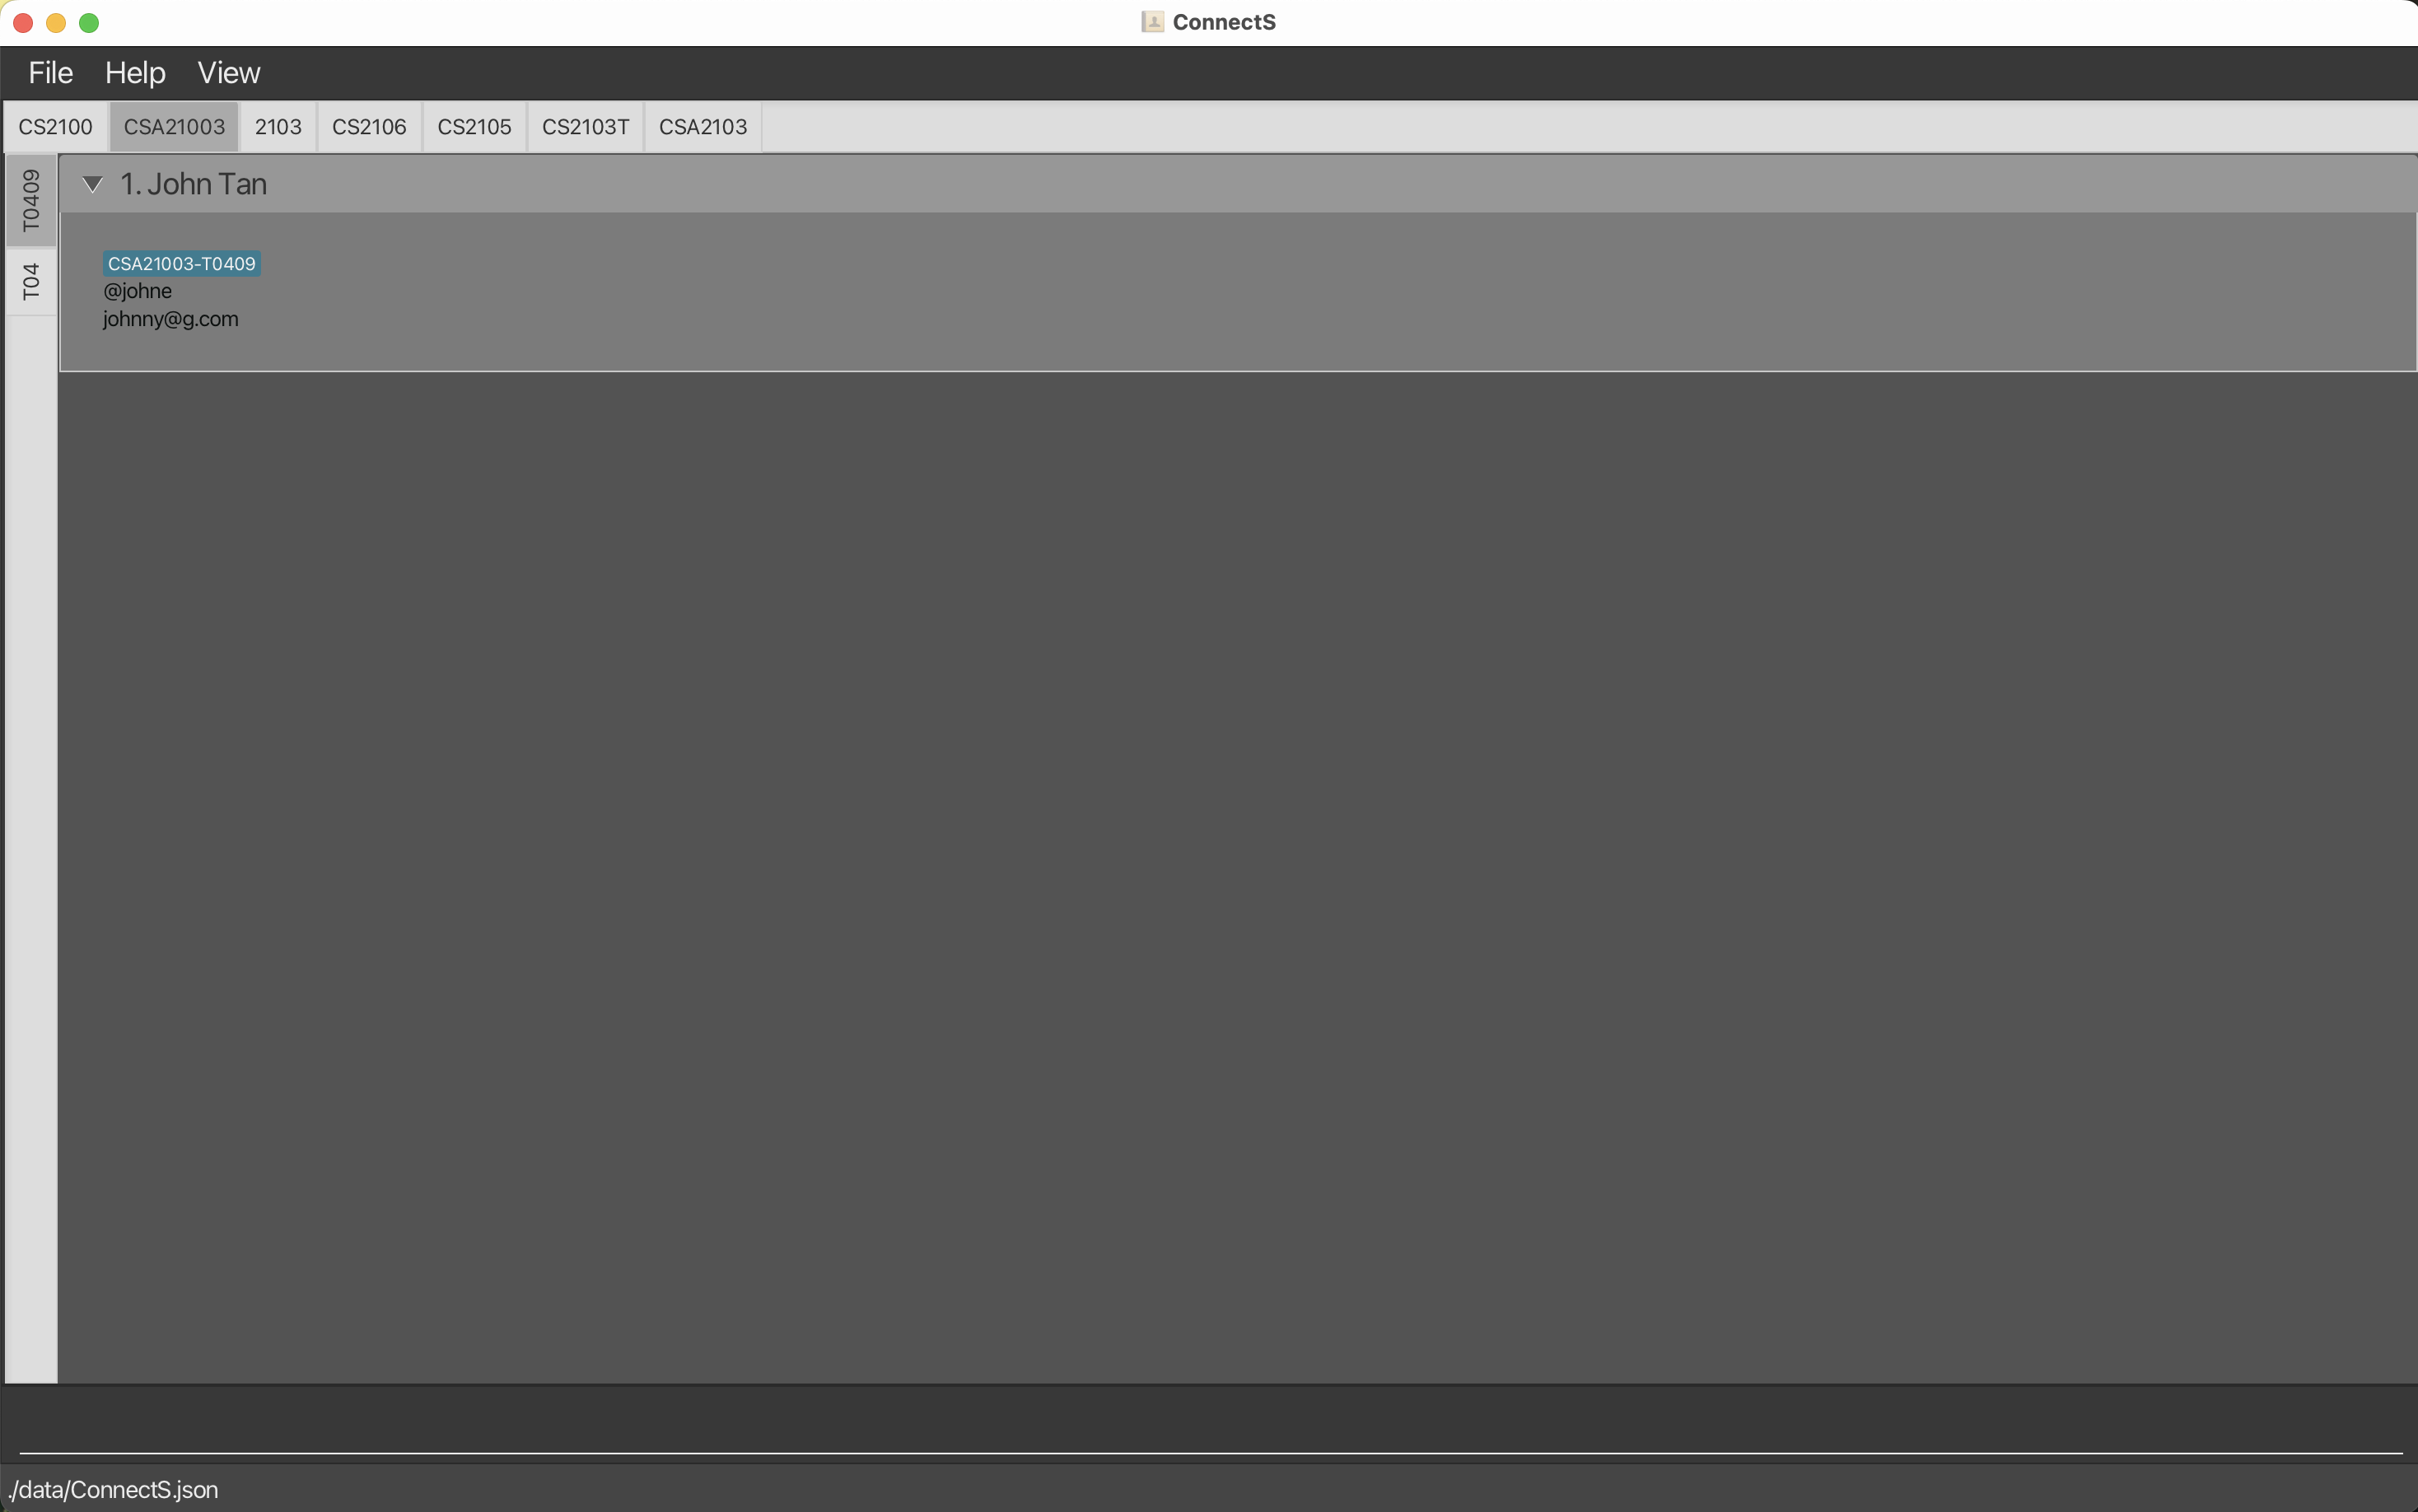 ConnectS
File Help View
CS2100 CSA21003 2103 CS2106 CS2105 CS2103T CSA2103
T0409
T04
1. John Tan
CSA21003-T0409
@johne
johnny@g.com
./data/ConnectS.json